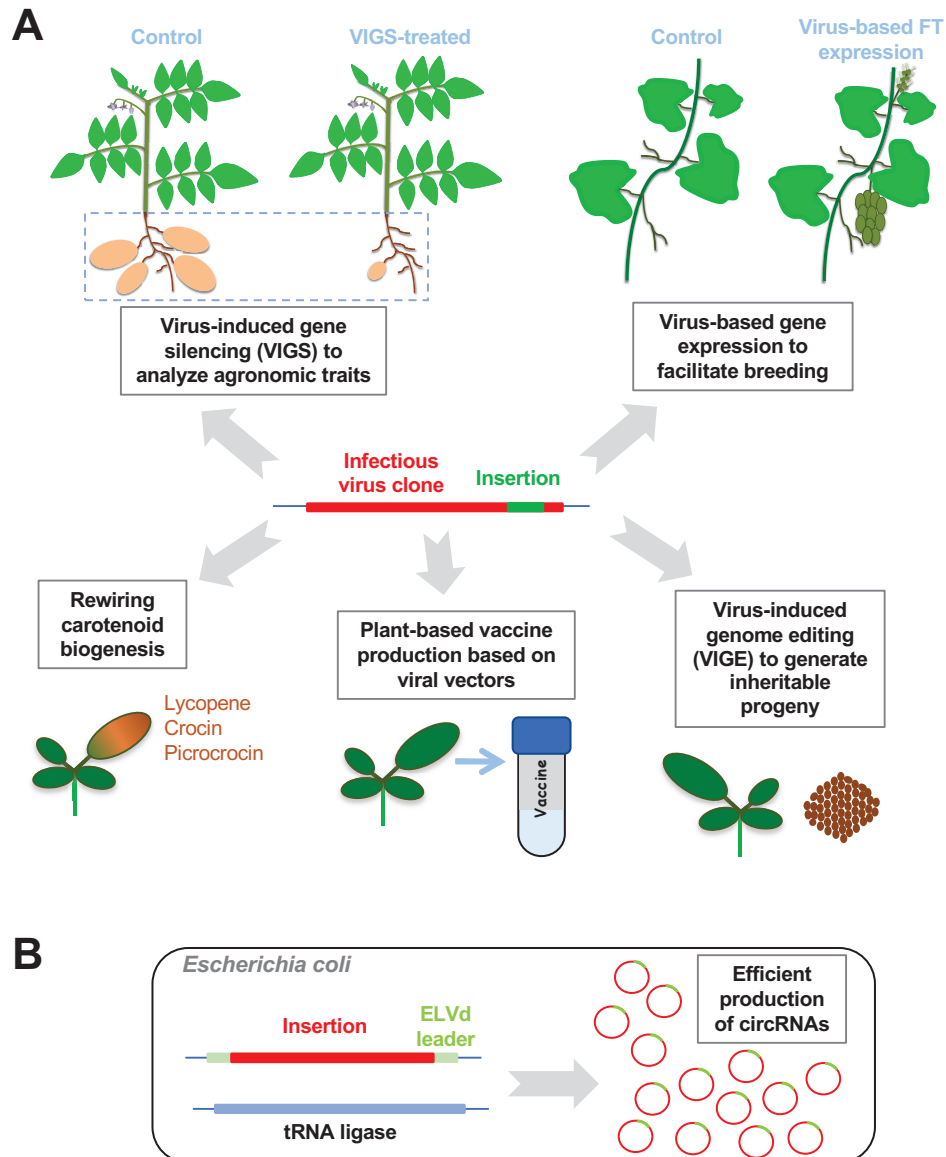 A
Control
VIGS-treated
Control
Virus-based FT
expression
Virus-induced gene
silencing (VIGS) to
analyze agronomic traits
Virus-based gene
expression to
facilitate breeding
Infectious
virus clone
Insertion
Rewiring
carotenoid
biogenesis
Lycopene
Crocin
Picrocrocin
Plant-based vaccine
production based on
viral vectors
Vaccine
Virus-induced
genome editing
(VIGE) to generate
inheritable
progeny
B
Escherichia coli
Insertion
ELVd
leader
tRNA ligase
Efficient
production
of circRNAs